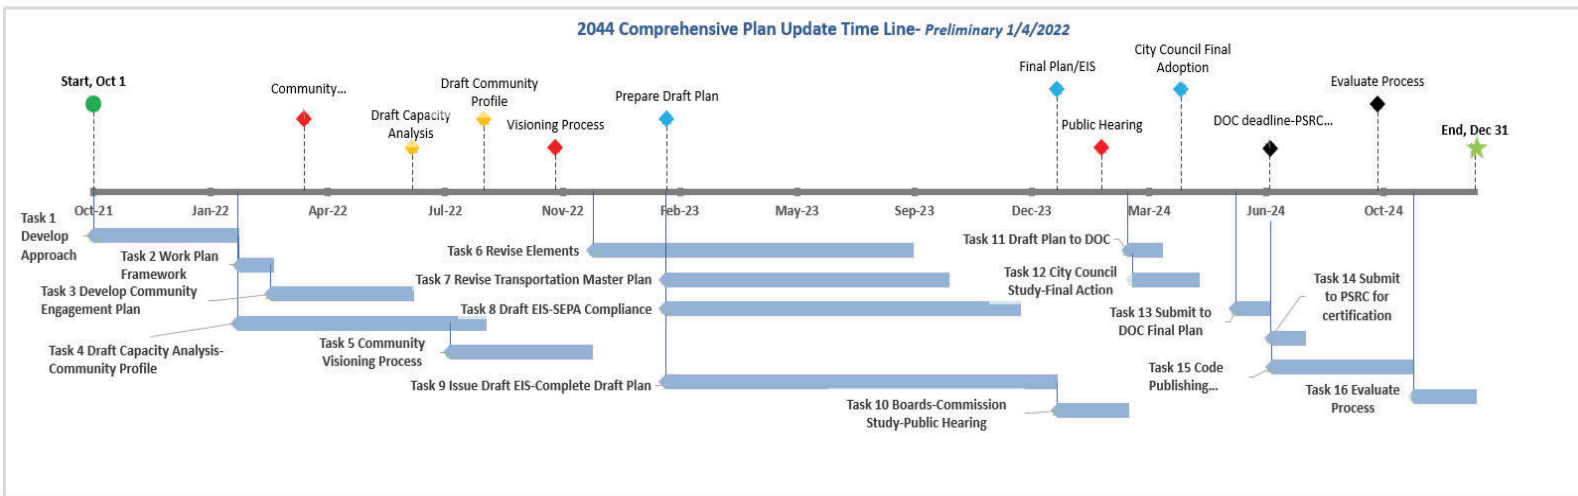 2044 Comprehensive Plan Update Time Line- Preliminary 1/4/2022
Start, Oct 1
Community...
Draft Capacity
Analysis
Draft Community
Profile
Visioning Process
Prepare Draft Plan
Final Plan/EIS
Public Hearing
City Council Final
Adoption
DOC deadline-PSRC...
Evaluate Process
End, Dec 31
Oct-21
Jan-22
Apr-22
Jul-22
Nov-22
Feb-23
May-23
Sep-23
Dec-23
Mar-24
Jun-24
Oct-24
Task 1
Develop
Approach
Task 2 Work Plan
Framework
Task 3 Develop Community
Engagement Plan
Task 4 Draft Capacity Analysis-
Community Profile
Task 5 Community
Visioning Process
Task 6 Revise Elements
Task 7 Revise Transportation Master Plan
Task 8 Draft EIS-SEPA Compliance
Task 9 Issue Draft EIS-Complete Draft Plan
Task 10 Boards-Commission
Study-Public Hearing
Task 11 Draft Plan to DOC
Task 12 City Council
Study-Final Action
Task 13 Submit to
DOC Final Plan
Task 14 Submit
to PSRC for
certification
Task 15 Code
Publishing...
Task 16 Evaluate
Process